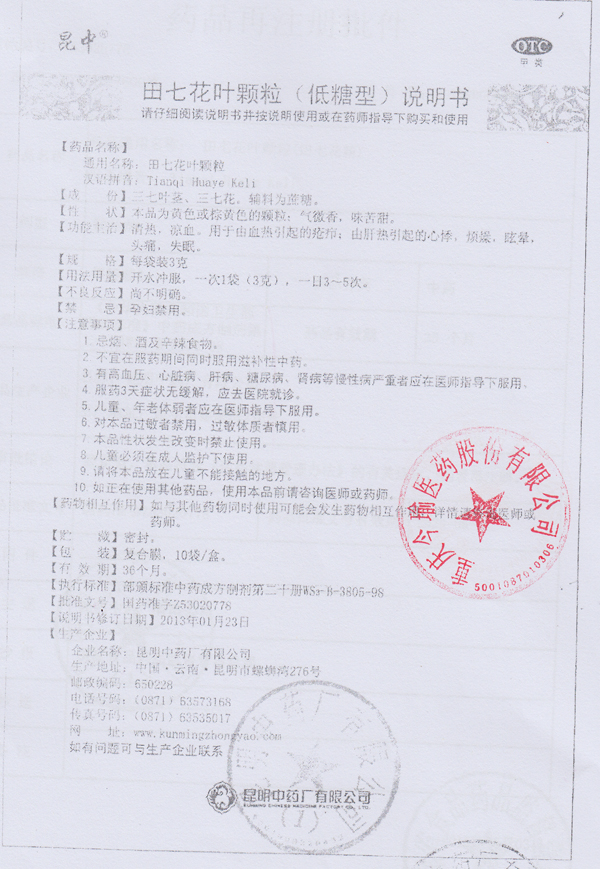 昆中®
OTC
甲类
田七花叶颗粒（低糖型）说明书
请仔细阅读说明书并按说明使用或在药师指导下购买和使用
【药品名称】
通用名称：田七花叶颗粒
汉语拼音：Tianqi Huaye Keli
【成 份】三七叶茎、三七花。辅料为蔗糖。
【性 状】本品为黄色或棕黄色的颗粒；气微香，味苦甜。
【功能主治】清热，凉血。用于由血热引起的疮疖；由肝热引起的心悸，烦燥，眩晕，
头痛，失眠。
【规 格】每袋装3克
【用法用量】开水冲服，一次1袋（3克），一日3～5次。
【不良反应】尚不明确。
【禁 忌】孕妇禁用。
【注意事项】
1. 忌烟、酒及辛辣食物。
2. 不宜在服药期间同时服用滋补性中药。
3. 有高血压、心脏病、肝病、糖尿病、肾病等慢性病严重者应在医师指导下服用。
4. 服药3天症状无缓解，应去医院就诊。
5. 儿童、年老体弱者应在医师指导下服用。
6. 对本品过敏者禁用，过敏体质者慎用。
7. 本品性状发生改变时禁止使用。
8. 儿童必须在成人监护下使用。
9. 请将本品放在儿童不能接触的地方。
10. 如正在使用其他药品，使用本品前请咨询医师或药师。
【药物相互作用】如与其他药物同时使用可能会发生药物相互作 详情 医师或
药师。
【贮 藏】密封。
【包 装】复合膜，10袋/盒。
【有 效 期】36个月。
【执行标准】部颁标准中药成方制剂第二十册WS₃-B-3805-98
【批准文号】国药准字Z53020778
【说明书修订日期】2013年01月23日
【生产企业】
企业名称：昆明中药厂有限公司
生产地址：中国·云南·昆明市螺蛳湾276号
邮政编码：650228
电话号码：(0871) 63573168
传真号码：(0871) 63535017
网 址：www.kunmingzhongyao.com
如有问题可与生产企业联系
昆明中药厂有限公司
KUNMING CHINESE MEDICINE FACTORY CO., LTD.
医药股份有限公司
5001087010306
(1)